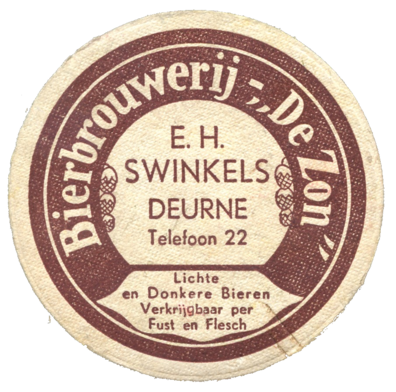 Bierbrouwerij - „De Zon"
E. H.
SWINKELS
DEURNE
Telefoon 22
Lichte
en Donkere Bieren
Verkrijgbaar per
Fust en Flesch